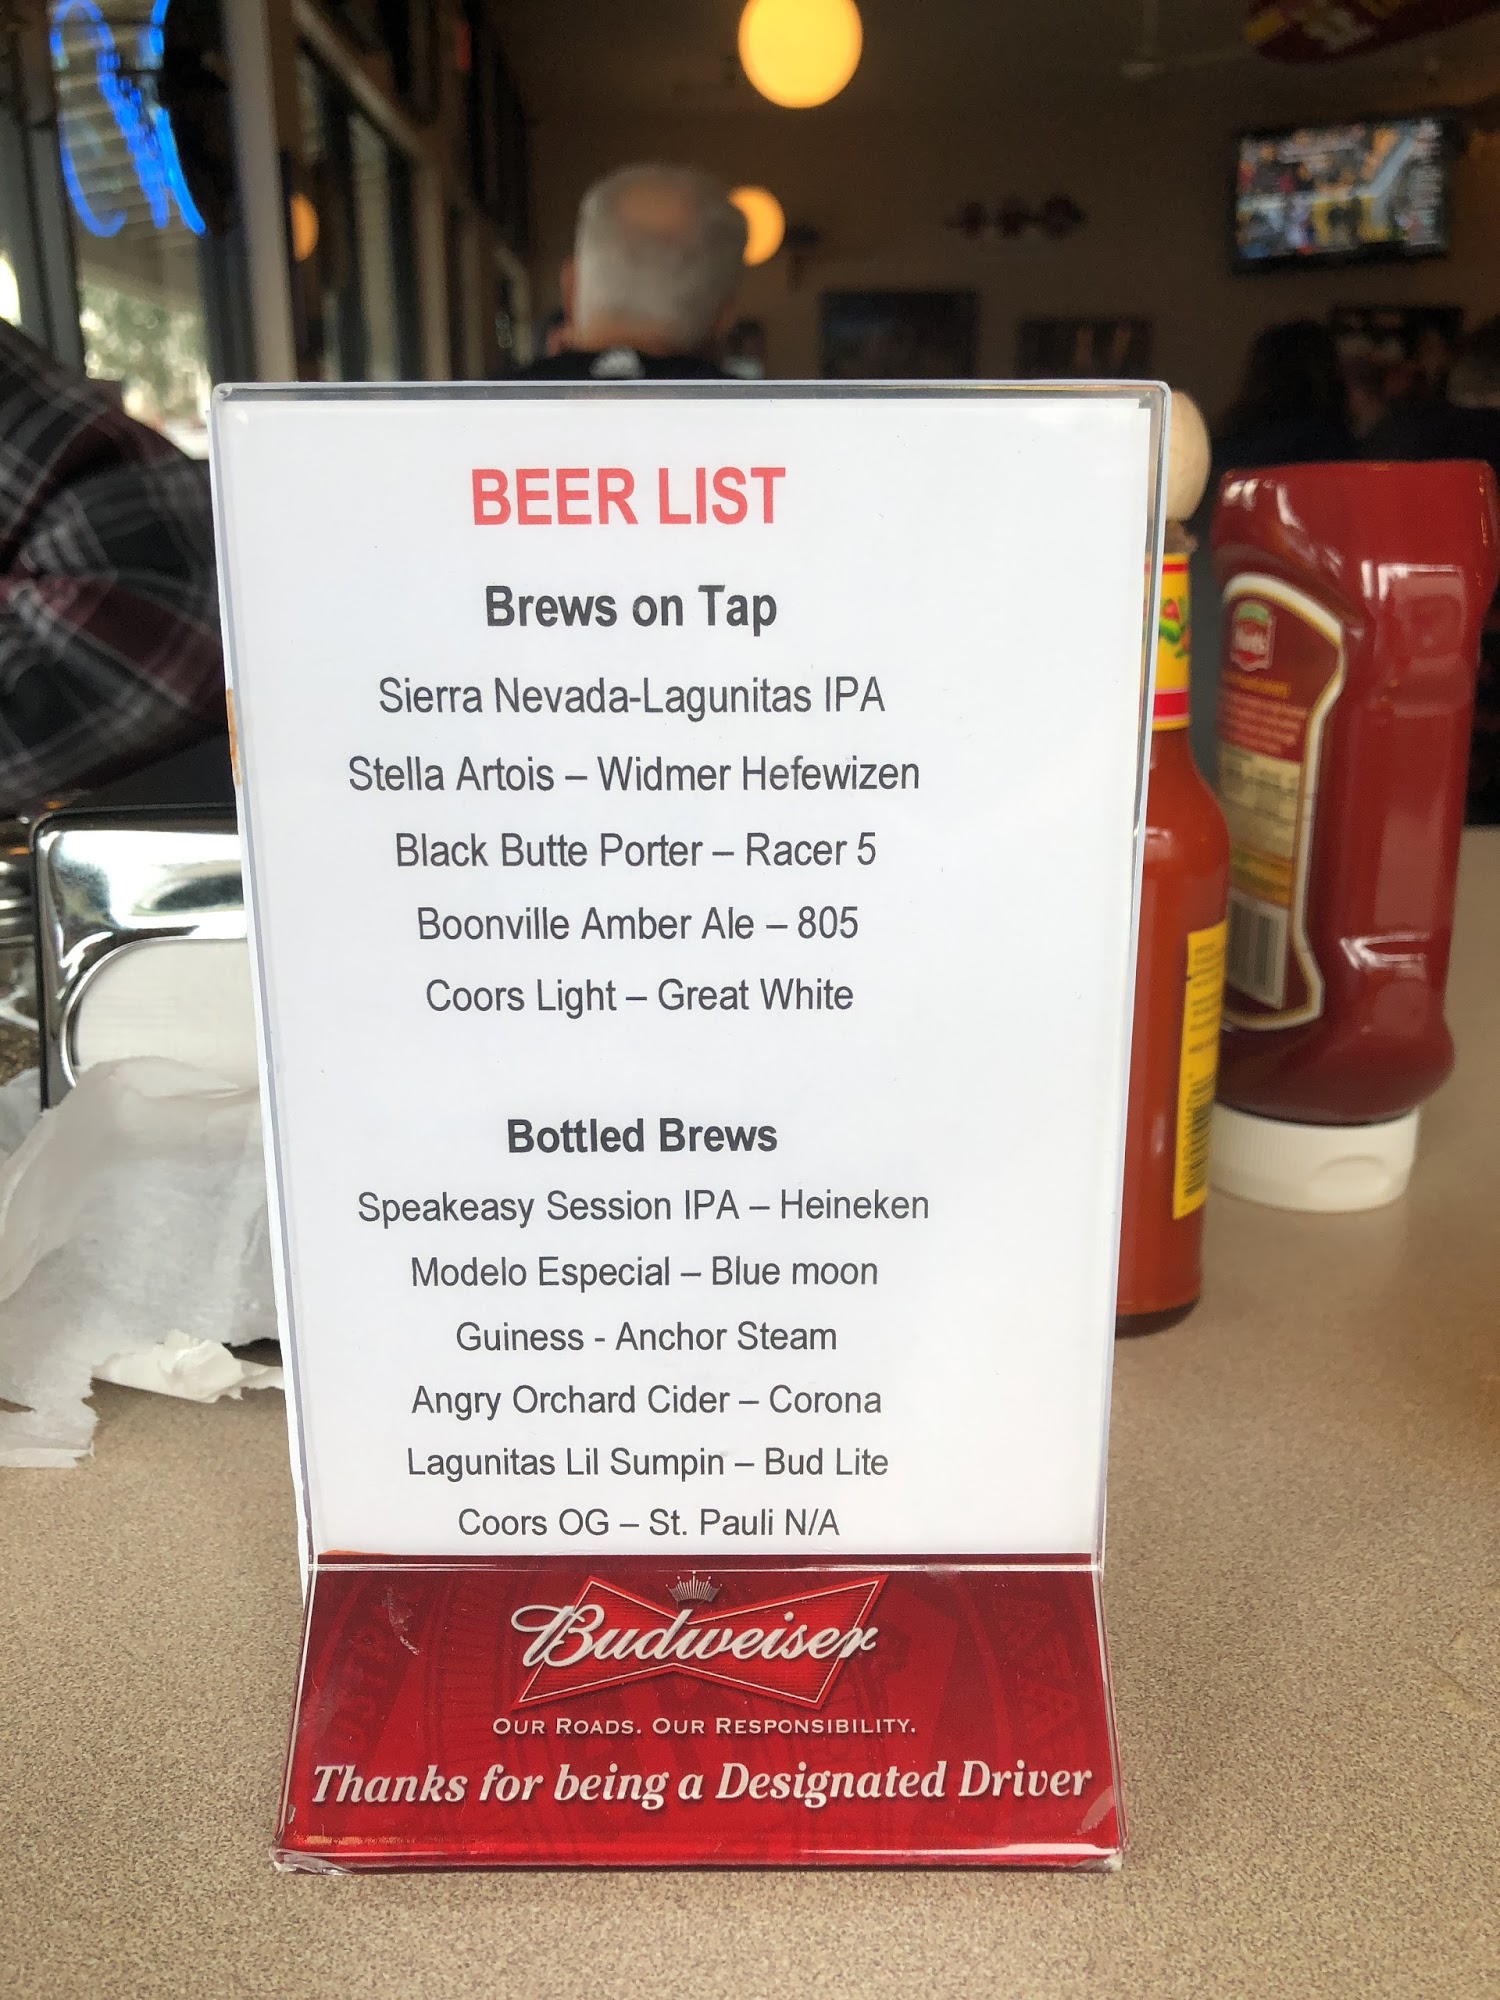 BEER LIST
Brews on Tap
Sierra Nevada-Lagunitas IPA
Stella Artois – Widmer Hefewizen
Black Butte Porter – Racer 5
Boonville Amber Ale – 805
Coors Light – Great White
Bottled Brews
Speakeasy Session IPA – Heineken
Modelo Especial – Blue moon
Guiness - Anchor Steam
Angry Orchard Cider – Corona
Lagunitas Lil Sumpin – Bud Lite
Coors OG – St. Pauli N/A
Budweiser
OUR ROADS. OUR RESPONSIBILITY.
Thanks for being a Designated Driver